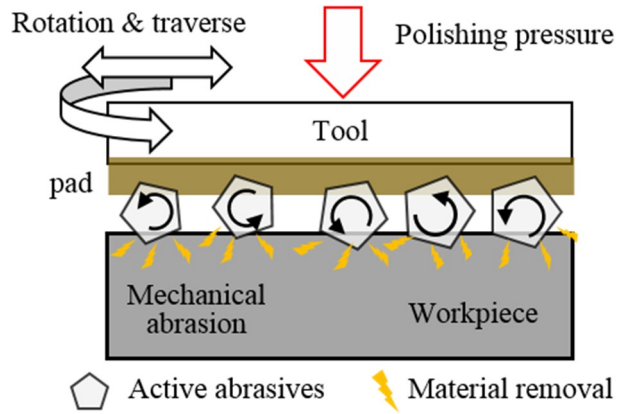 Rotation & traverse
Polishing pressure
Tool
pad
Mechanical
abrasion
Workpiece
Active abrasives
Material removal